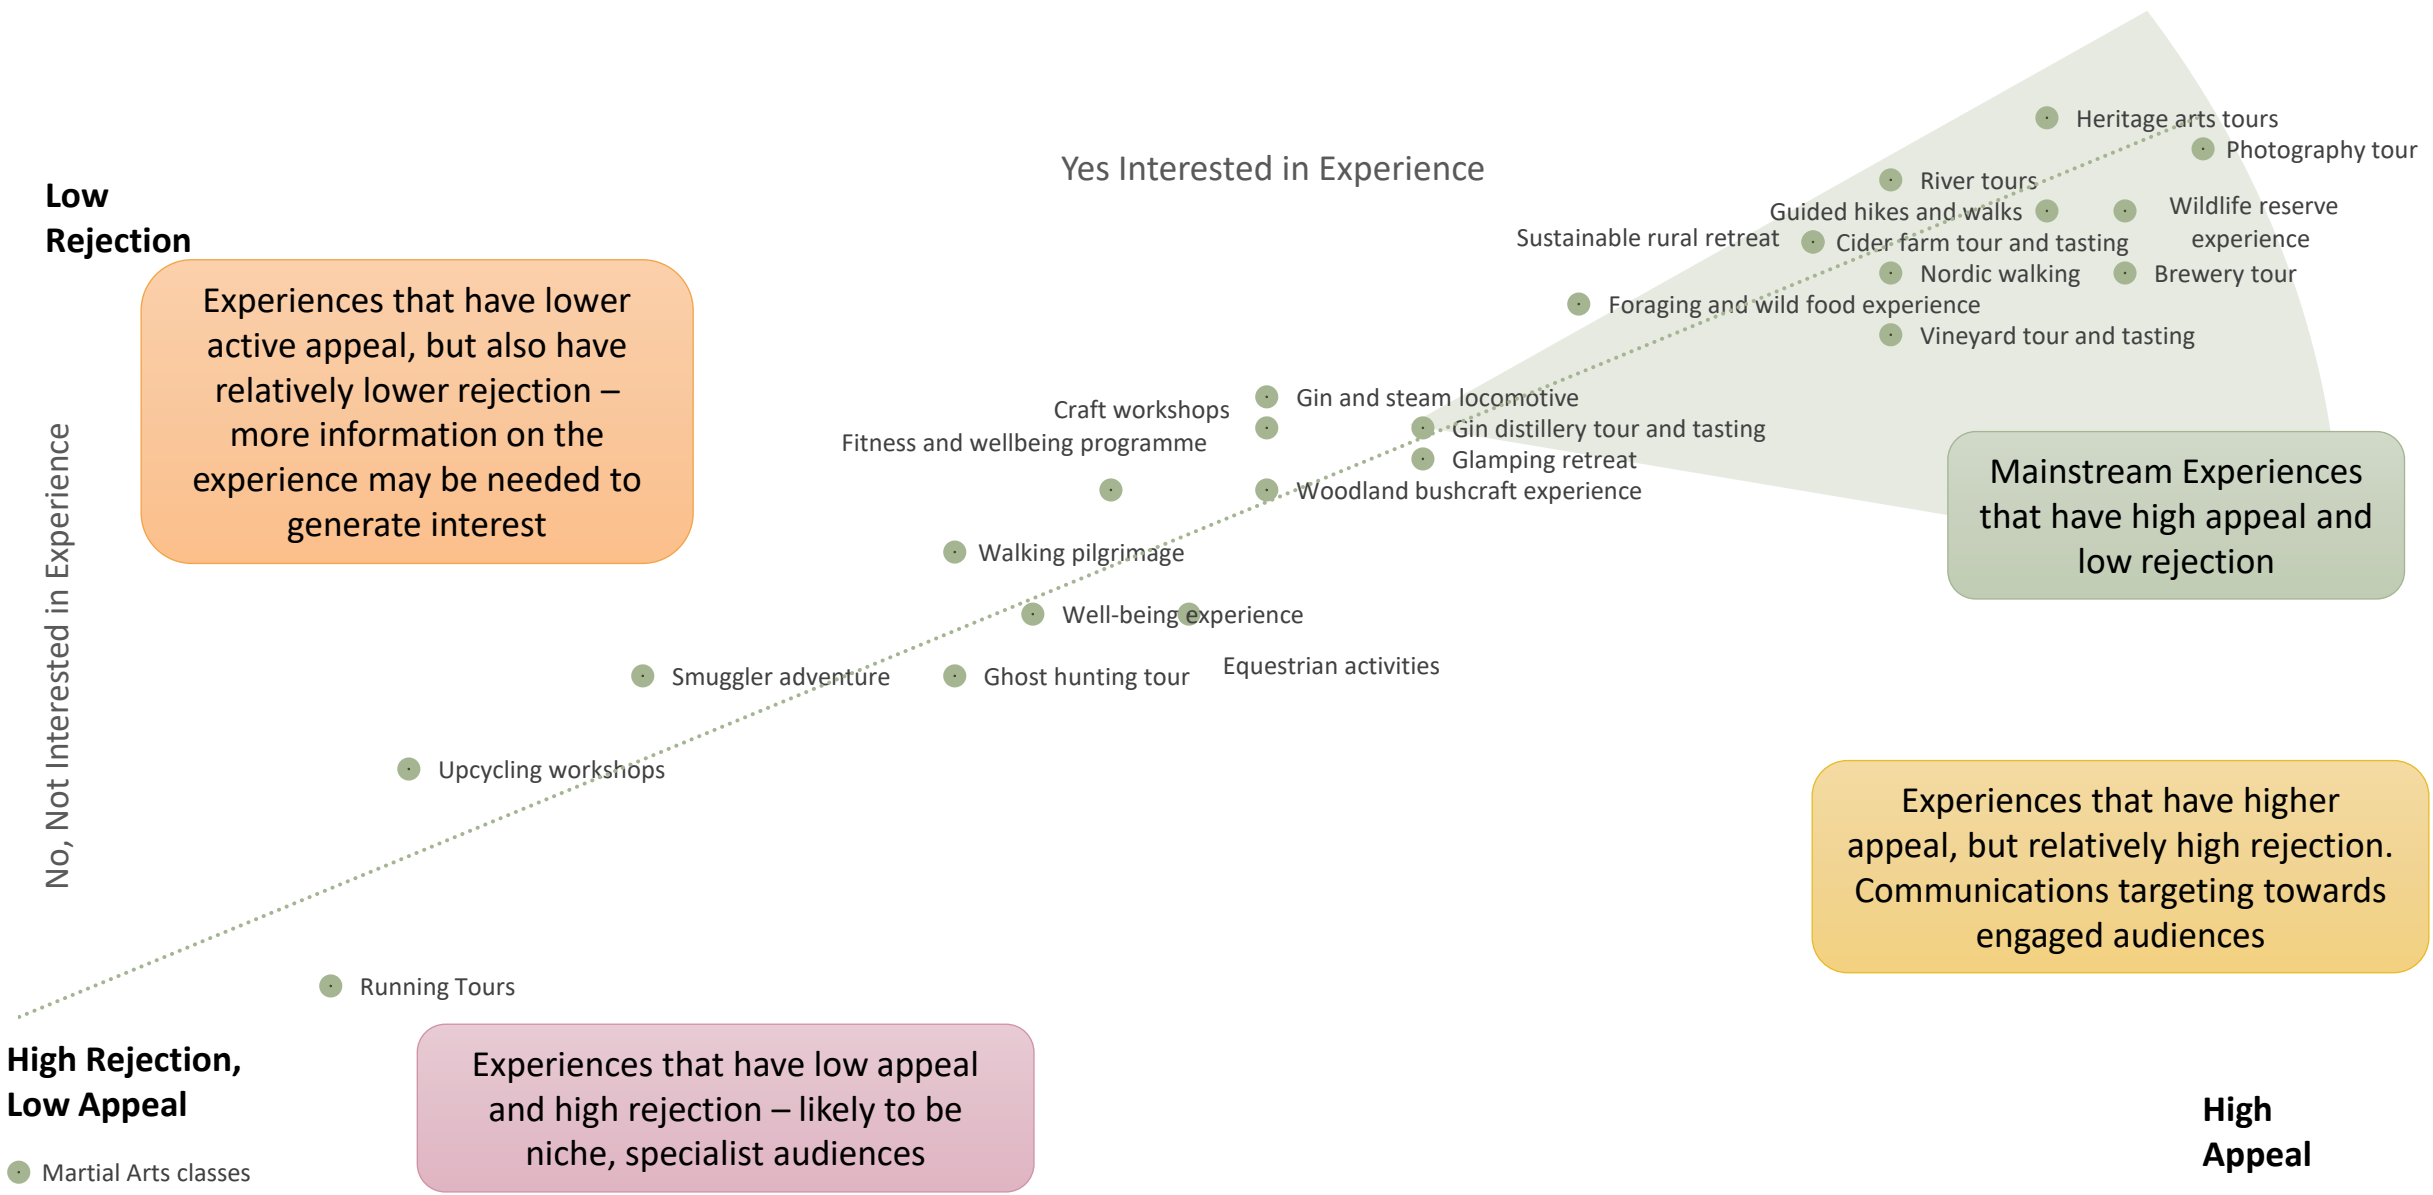 Yes Interested in Experience
Low
Rejection
No, Not Interested in Experience
Experiences that have lower
active appeal, but also have
relatively lower rejection –
more information on the
experience may be needed to
generate interest
Heritage arts tours
Photography tour
River tours
Guided hikes and walks
Wildlife reserve
experience
Sustainable rural retreat
Cider farm tour and tasting
Nordic walking
Brewery tour
Foraging and wild food experience
Vineyard tour and tasting
Gin and steam locomotive
Craft workshops
Gin distillery tour and tasting
Fitness and wellbeing programme
Glamping retreat
Woodland bushcraft experience
Walking pilgrimage
Well-being experience
Equestrian activities
Smuggler adventure
Ghost hunting tour
Upcycling workshops
Running Tours
Mainstream Experiences
that have high appeal and
low rejection
Experiences that have higher
appeal, but relatively high rejection.
Communications targeting towards
engaged audiences
High Rejection,
Low Appeal
Martial Arts classes
Experiences that have low appeal
and high rejection – likely to be
niche, specialist audiences
High
Appeal